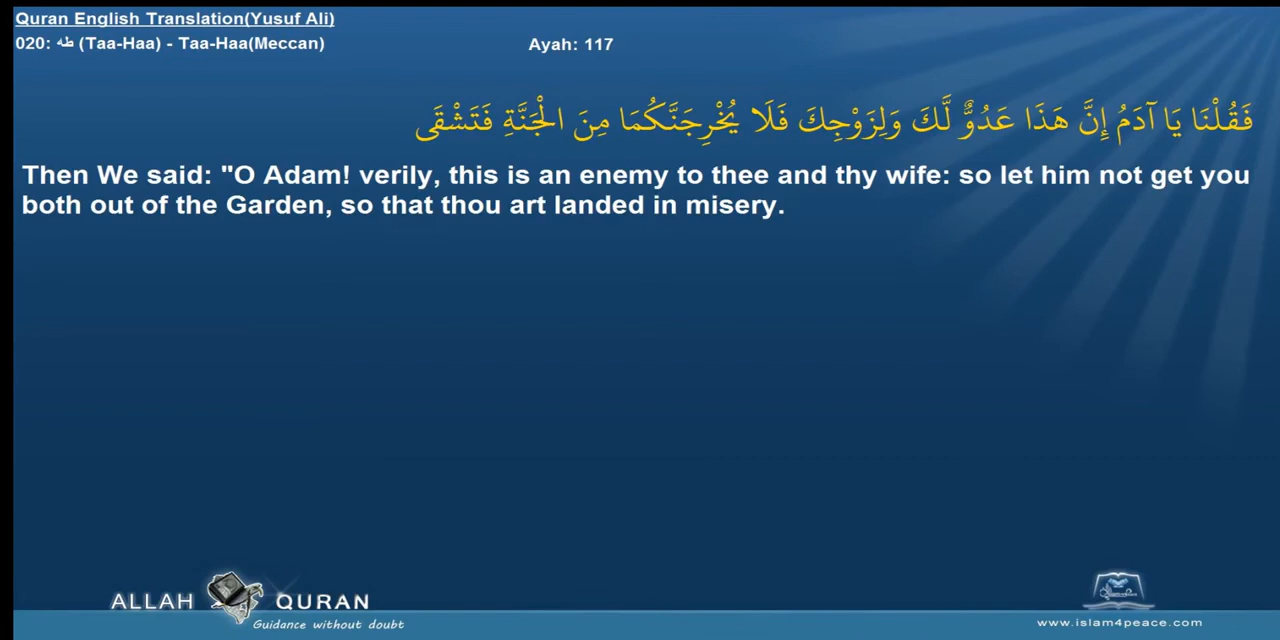 Quran English Translation(Yusuf Ali)
020: طه (Taa-Haa) - Taa-Haa(Meccan)
Ayah: 117
فَقُلْنَا يَا آدَمُ إِنَّ هَذَا عَدُوٌّ لَّكَ وَلِزَوْجِكَ فَلَا يُخْرِجَنَّكُمَا مِنَ الْجَنَّةِ فَتَشْقَى
Then We said: "O Adam! verily, this is an enemy to thee and thy wife: so let him not get you
both out of the Garden, so that thou art landed in misery.
ALLAH QURAN
Guidance without doubt
www.islam4peace.com